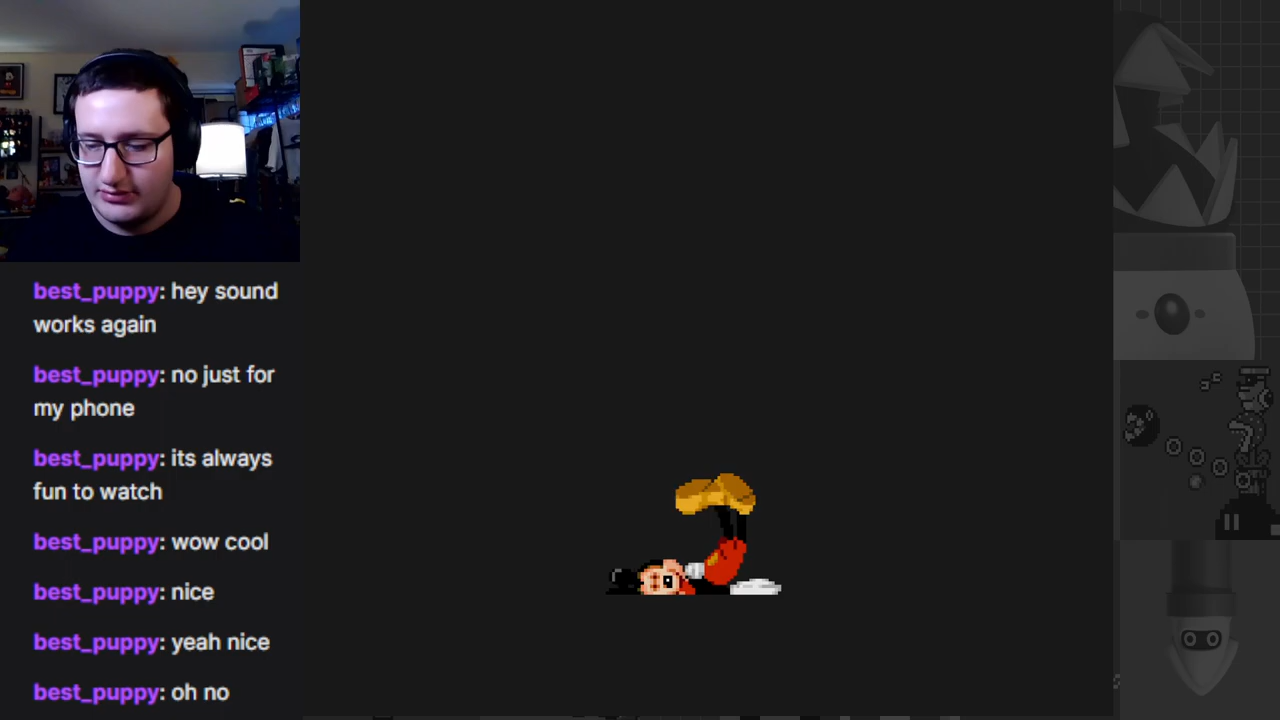 best_puppy: hey sound
works again
best_puppy: no just for
my phone
best_puppy: its always
fun to watch
best_puppy: wow cool
best_puppy: nice
best_puppy: yeah nice
best_puppy: oh no